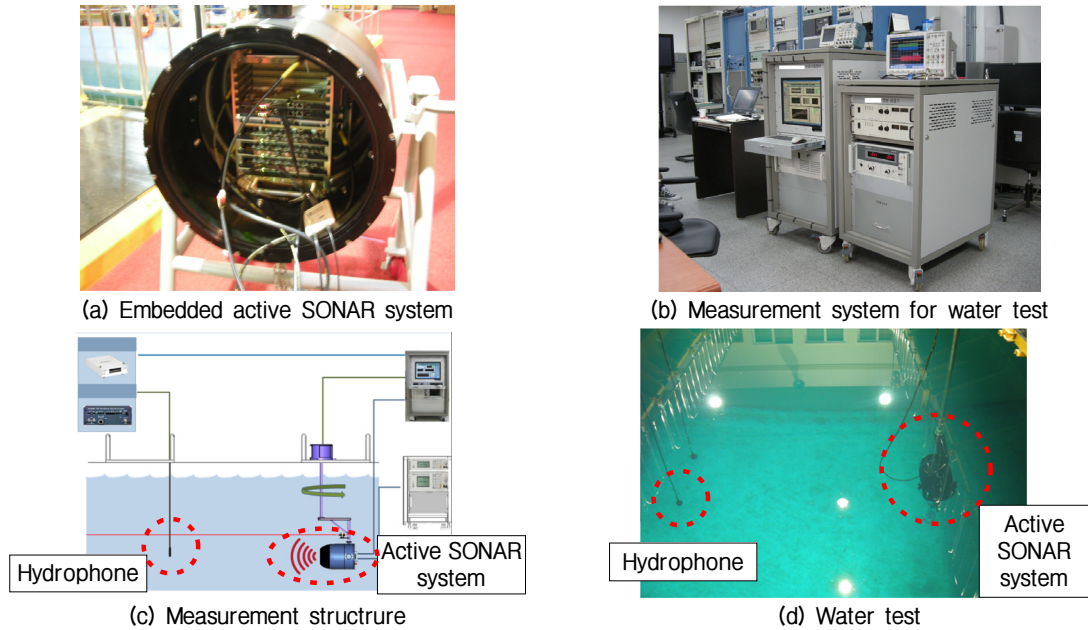 (a) Embedded active SONAR system
(b) Measurement system for water test
Hydrophone
Active SONAR
system
(c) Measurement structrure
Hydrophone
Active
SONAR
system
(d) Water test